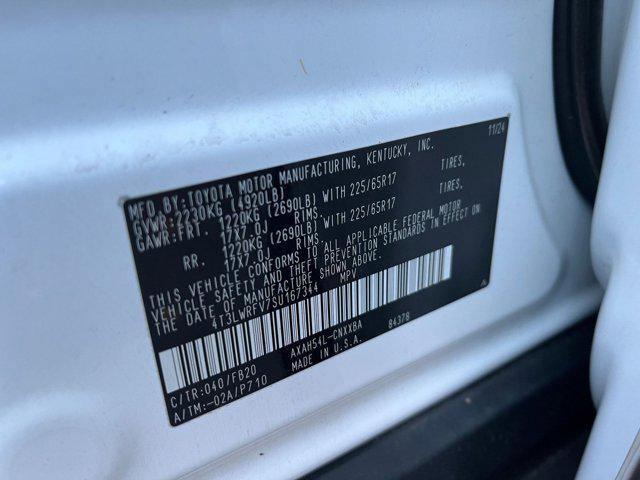 MFD.BY:TOYOTA MOTOR MANUFACTURING, KENTUCKY, INC. 11/24
GVWR:2230KG (4920LB)
GAWR:FRT. 1220KG (2690LB) WITH 225/65R17 TIRES,
17X7.0J RIMS.
RR. 1220KG (2690LB) WITH 225/65R17 TIRES,
17X7.0J RIMS.
THIS VEHICLE CONFORMS TO ALL APPLICABLE FEDERAL MOTOR
VEHICLE SAFETY AND THEFT PREVENTION STANDARDS IN EFFECT ON
THE DATE OF MANUFACTURE SHOWN ABOVE.
4T3LWRFV7SU167344 MPV
C/TR:040/FB20 AXAH54L-CNXXBA 84378
A/TM:-02A/P710 MADE IN U.S.A.